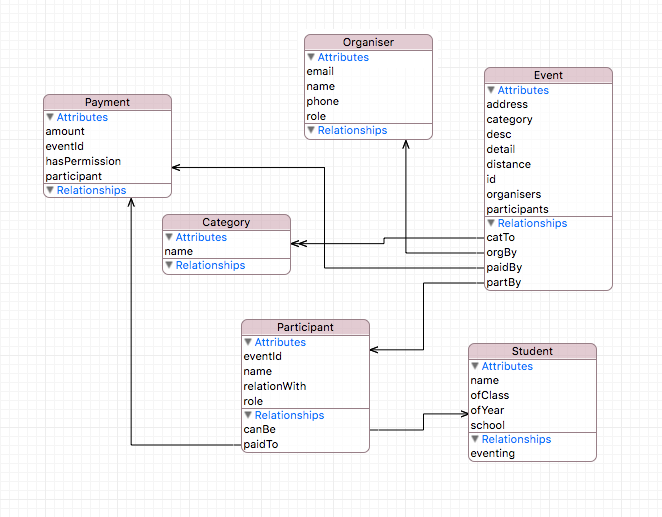 Organiser
Attributes
email
name
phone
role
Relationships
Event
Attributes
address
category
desc
detail
distance
id
organisers
participants
Relationships
catTo
orgBy
paidBy
partBy
Payment
Attributes
amount
eventId
hasPermission
participant
Relationships
Category
Attributes
name
Relationships
Participant
Attributes
eventId
name
relationWith
role
Relationships
canBe
paidTo
Student
Attributes
name
ofClass
ofYear
school
Relationships
eventing